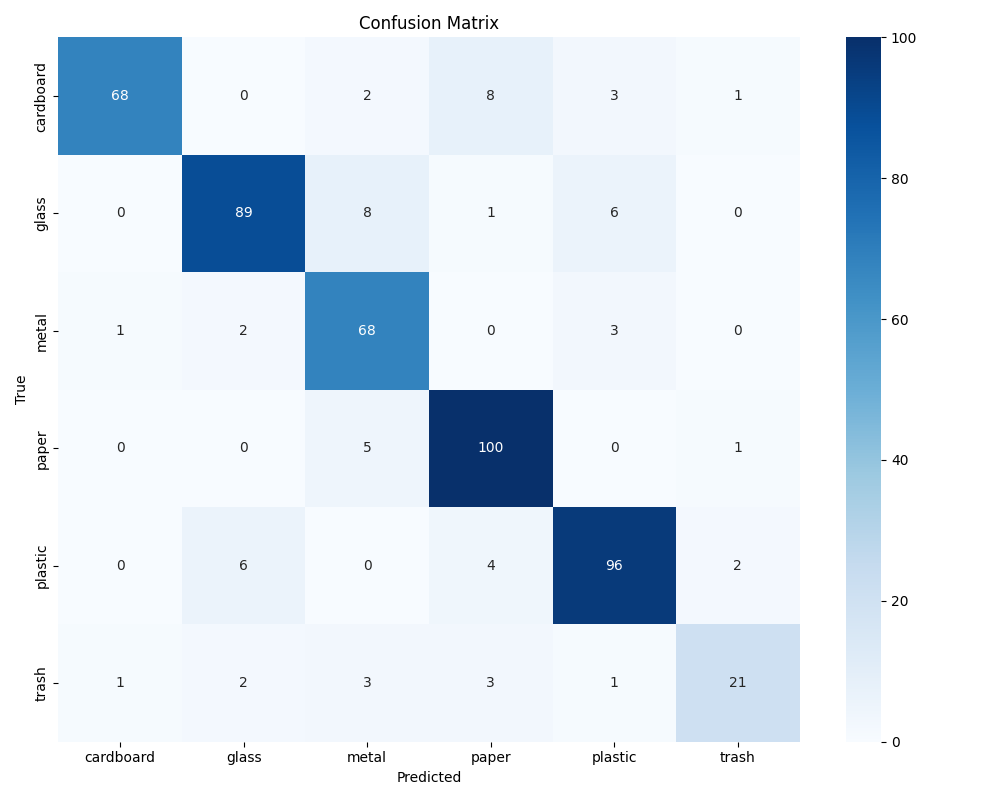 Confusion Matrix
cardboard 68 0 2 8 3 1
glass 0 89 8 1 6 0
metal 1 2 68 0 3 0
paper 0 0 5 100 0 1
plastic 0 6 0 4 96 2
trash 1 2 3 3 1 21
cardboard glass metal paper plastic trash
Predicted
True
100
80
60
40
20
0